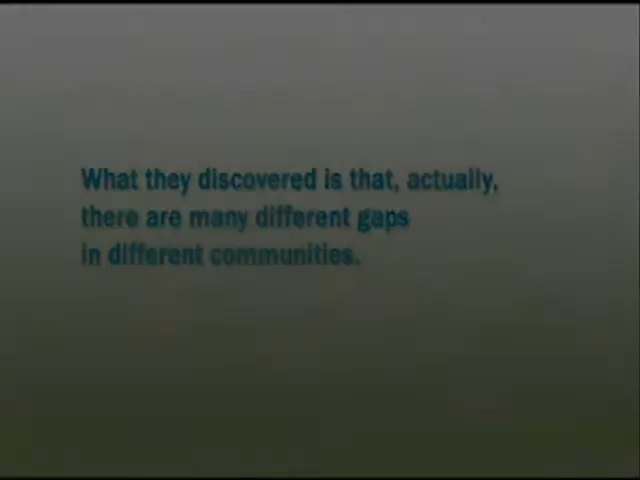 What they discovered is that, actually,
there are many different gaps
in different communities.